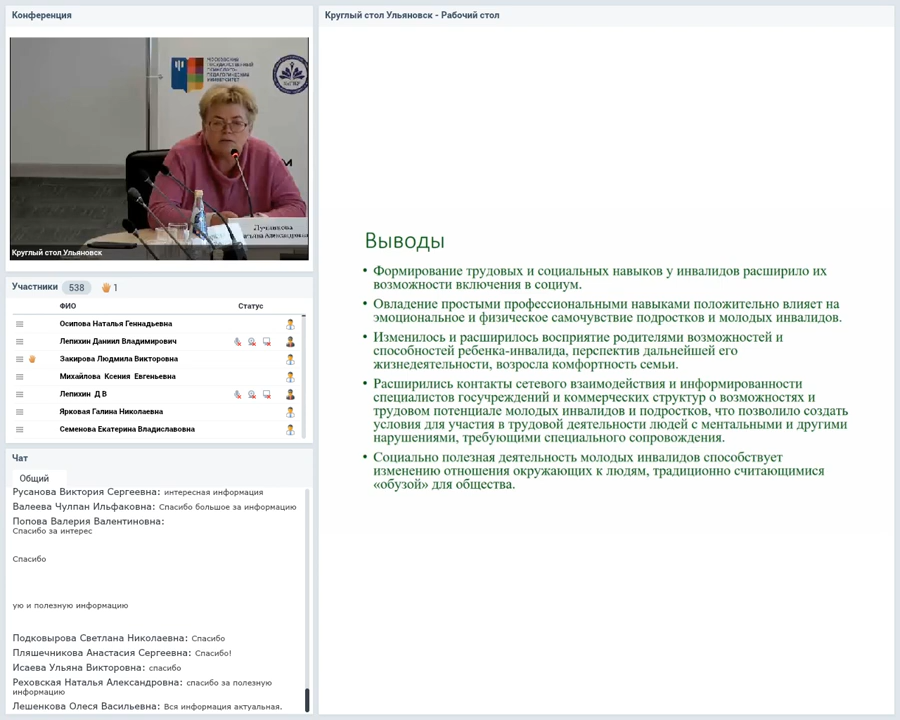 Конференция
МОСКОВСКИЙ
ГОСУДАРСТВЕННЫЙ
ПСИХОЛОГО-
ПЕДАГОГИЧЕСКИЙ
УНИВЕРСИТЕТ
Круглый стол Ульяновск
Участники 538 1
ФИО Статус
Осипова Наталья Геннадьевна
Лепихин Даниил Владимирович
Закирова Людмила Викторовна
Михайлова Ксения Евгеньевна
Лепихин Д В
Ярковая Галина Николаевна
Семенова Екатерина Владиславовна
Чат
Общий
Русанова Виктория Сергеевна: интересная информация
Валеева Чулпан Ильфаковна: Спасибо большое за информацию
Попова Валерия Валентиновна:
Спасибо за интерес
Спасибо
ую и полезную информацию
Подковырова Светлана Николаевна: Спасибо
Пляшечникова Анастасия Сергеевна: Спасибо!
Исаева Ульяна Викторовна: спасибо
Реховская Наталья Александровна: спасибо за полезную
информацию
Лешенкова Олеся Васильевна: Вся информация актуальная.
Круглый стол Ульяновск - Рабочий стол
Выводы
• Формирование трудовых и социальных навыков у инвалидов расширило их
возможности включения в социум.
• Овладение простыми профессиональными навыками положительно влияет на
эмоциональное и физическое самочувствие подростков и молодых инвалидов.
• Изменилось и расширилось восприятие родителями возможностей и
способностей ребенка-инвалида, перспектив дальнейшей его
жизнедеятельности, возросла комфортность семьи.
• Расширились контакты сетевого взаимодействия и информированности
специалистов госучреждений и коммерческих структур о возможностях и
трудовом потенциале молодых инвалидов и подростков, что позволило создать
условия для участия в трудовой деятельности людей с ментальными и другими
нарушениями, требующими специального сопровождения.
• Социально полезная деятельность молодых инвалидов способствует
изменению отношения окружающих к людям, традиционно считающимися
«обузой» для общества.